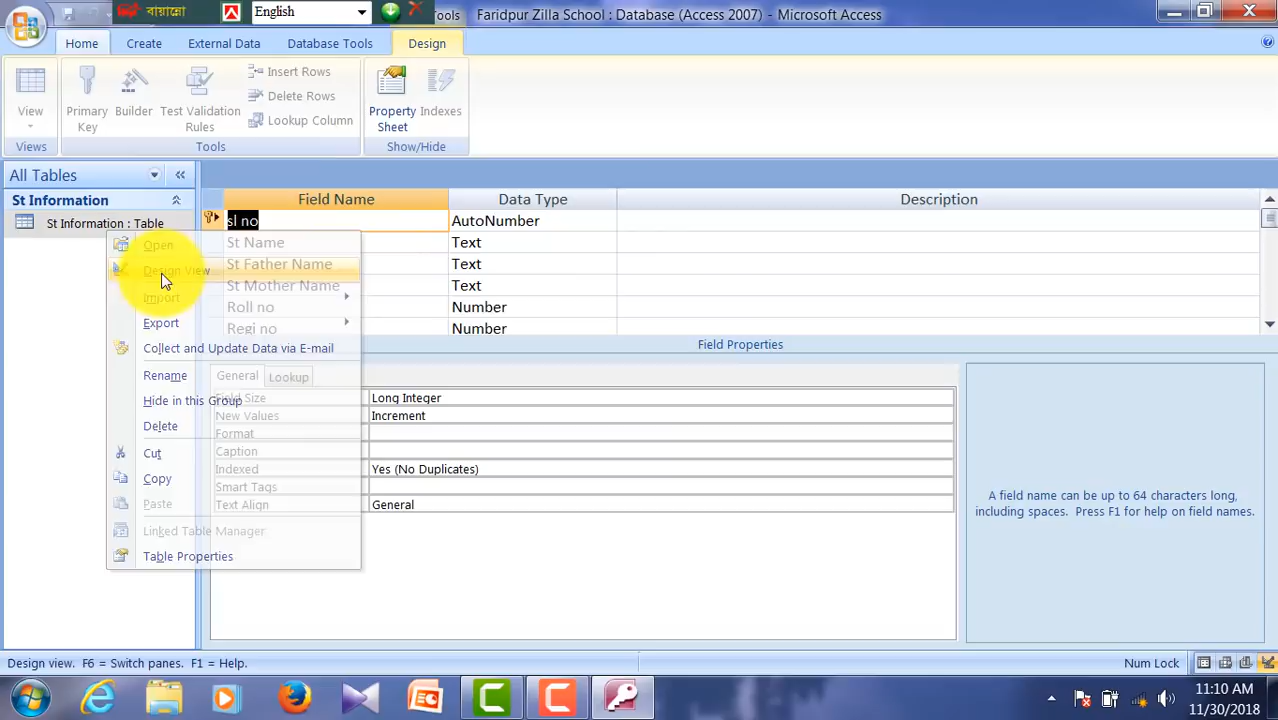 বায়ান্নো English Tools Faridpur Zilla School : Database (Access 2007) - Microsoft Access
Home Create External Data Database Tools Design
View
Primary Key
Builder
Test Validation Rules
Insert Rows
Delete Rows
Lookup Column
Property Sheet
Indexes
Views Tools Show/Hide
All Tables
St Information
St Information : Table
Field Name Data Type Description
sl no AutoNumber
St Name Text
St Father Name Text
St Mother Name Text
Roll no Number
Regi no Number
Open
Design View
Import
Export
Collect and Update Data via E-mail
Rename
Hide in this Group
Delete
Cut
Copy
Paste
Linked Table Manager
Table Properties
Field Properties
General Lookup
Field Size Long Integer
New Values Increment
Format
Caption
Indexed Yes (No Duplicates)
Smart Tags
Text Align General
A field name can be up to 64 characters long,
including spaces. Press F1 for help on field names.
Design view. F6 = Switch panes. F1 = Help. Num Lock
11:10 AM
11/30/2018